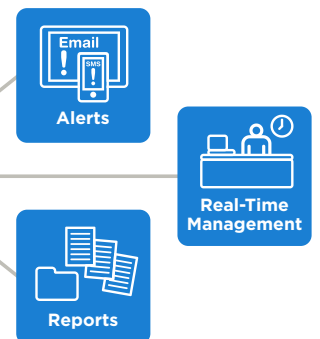 Email
!
SMS
!
Alerts
Real-Time
Management
Reports